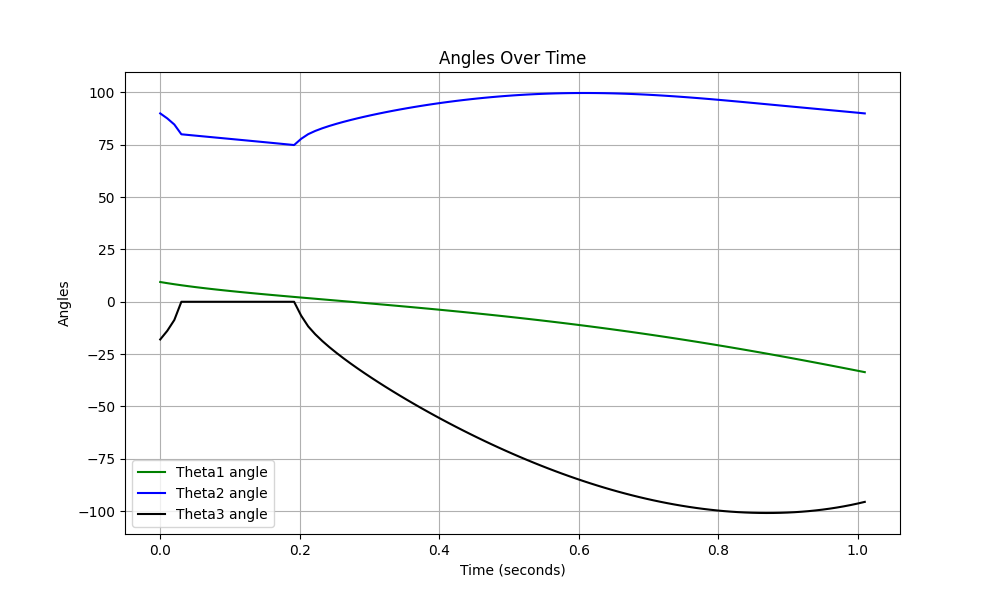 Angles Over Time
Angles
100
75
50
25
0
−25
−50
−75
−100
Theta1 angle
Theta2 angle
Theta3 angle
0.0 0.2 0.4 0.6 0.8 1.0
Time (seconds)